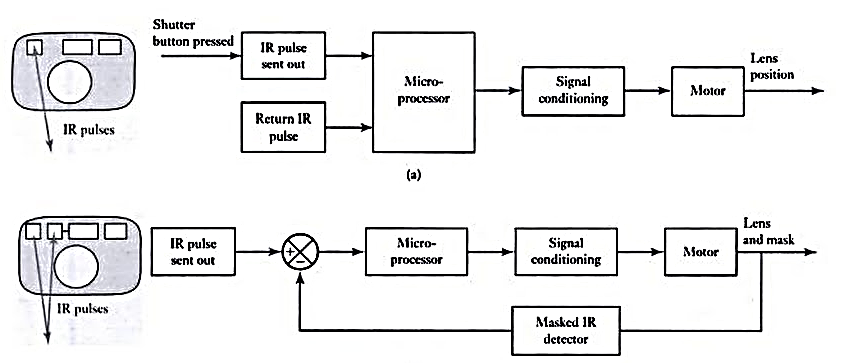 Shutter
button pressed
IR pulse
sent out
Return IR
pulse
Micro-
processor
Signal
conditioning
Motor
Lens
position
IR pulses
(a)
IR pulse
sent out
+
−
Micro-
processor
Signal
conditioning
Motor
Lens
and mask
IR pulses
Masked IR
detector